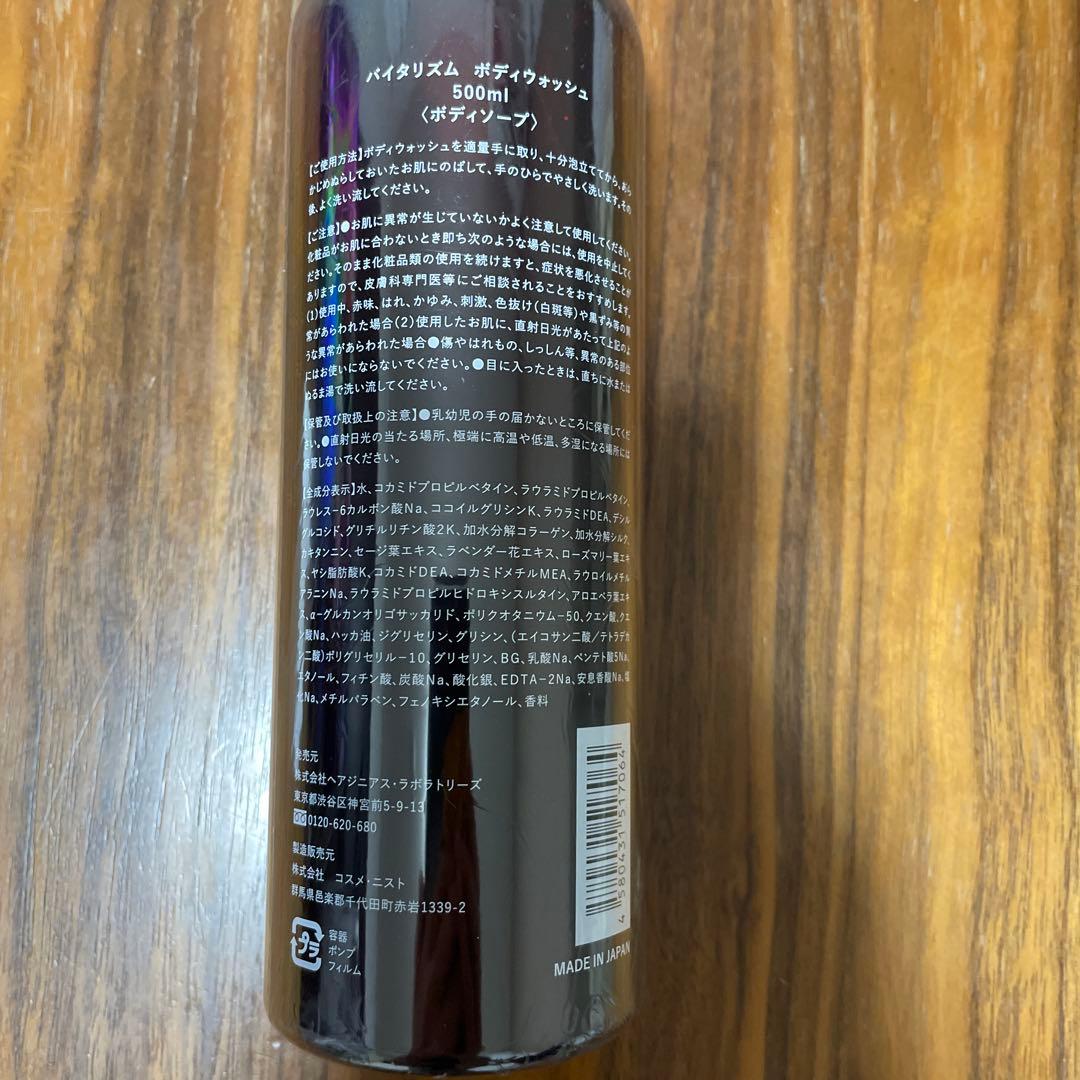 バイタリズム ボディウォッシュ
500ml
〈ボディソープ〉
【ご使用方法】ボディウォッシュを適量手に取り、十分泡立ててから、あら
かじめぬらしておいたお肌にのばして、手のひらでやさしく洗います。その
後、よく洗い流してください。
【ご注意】●お肌に異常が生じていないかよく注意して使用してください。
化粧品がお肌に合わないとき即ち次のような場合には、使用を中止してく
ださい。そのまま化粧品類の使用を続けますと、症状を悪化させることが
ありますので、皮膚科専門医等にご相談されることをおすすめします。
(1)使用中、赤味、はれ、かゆみ、刺激、色抜け(白斑等)や黒ずみ等の異
常があらわれた場合(2)使用したお肌に、直射日光があたって上記のよ
うな異常があらわれた場合●傷やはれもの、しっしん等、異常のある部位
にはお使いにならないでください。●目に入ったときは、直ちに水または
ぬるま湯で洗い流してください。
【保管及び取扱上の注意】●乳幼児の手の届かないところに保管してくだ
さい。●直射日光の当たる場所、極端に高温や低温、多湿になる場所には
保管しないでください。
【全成分表示】水、コカミドプロピルベタイン、ラウラミドプロピルベタイン、
ラウレス-6カルボン酸Na、ココイルグリシンK、ラウラミドDEA、デシル
グルコシド、グリチルリチン酸2K、加水分解コラーゲン、加水分解シルク、
カキタンニン、セージ葉エキス、ラベンダー花エキス、ローズマリー葉エキ
ス、ヤシ脂肪酸K、コカミドDEA、コカミドメチルMEA、ラウロイルメチル
アラニンNa、ラウラミドプロピルヒドロキシスルタイン、アロエベラ葉エキ
ス、α-グルカンオリゴサッカリド、ポリクオタニウム-50、クエン酸、クエ
ン酸Na、ハッカ油、ジグリセリン、グリシン、(エイコサン二酸/テトラデカ
ン二酸)ポリグリセリル-10、グリセリン、BG、乳酸Na、ペンテト酸5Na、
エタノール、フィチン酸、炭酸Na、酸化銀、EDTA-2Na、安息香酸Na、塩
化Na、メチルパラベン、フェノキシエタノール、香料
発売元
株式会社ヘアジニアス・ラボラトリーズ
東京都渋谷区神宮前5-9-13
0120-620-680
製造販売元
株式会社 コスメ・ニスト
群馬県邑楽郡千代田町赤岩1339-2
プラ
容器
ポンプ
フィルム
4 580431 517064
MADE IN JAPAN